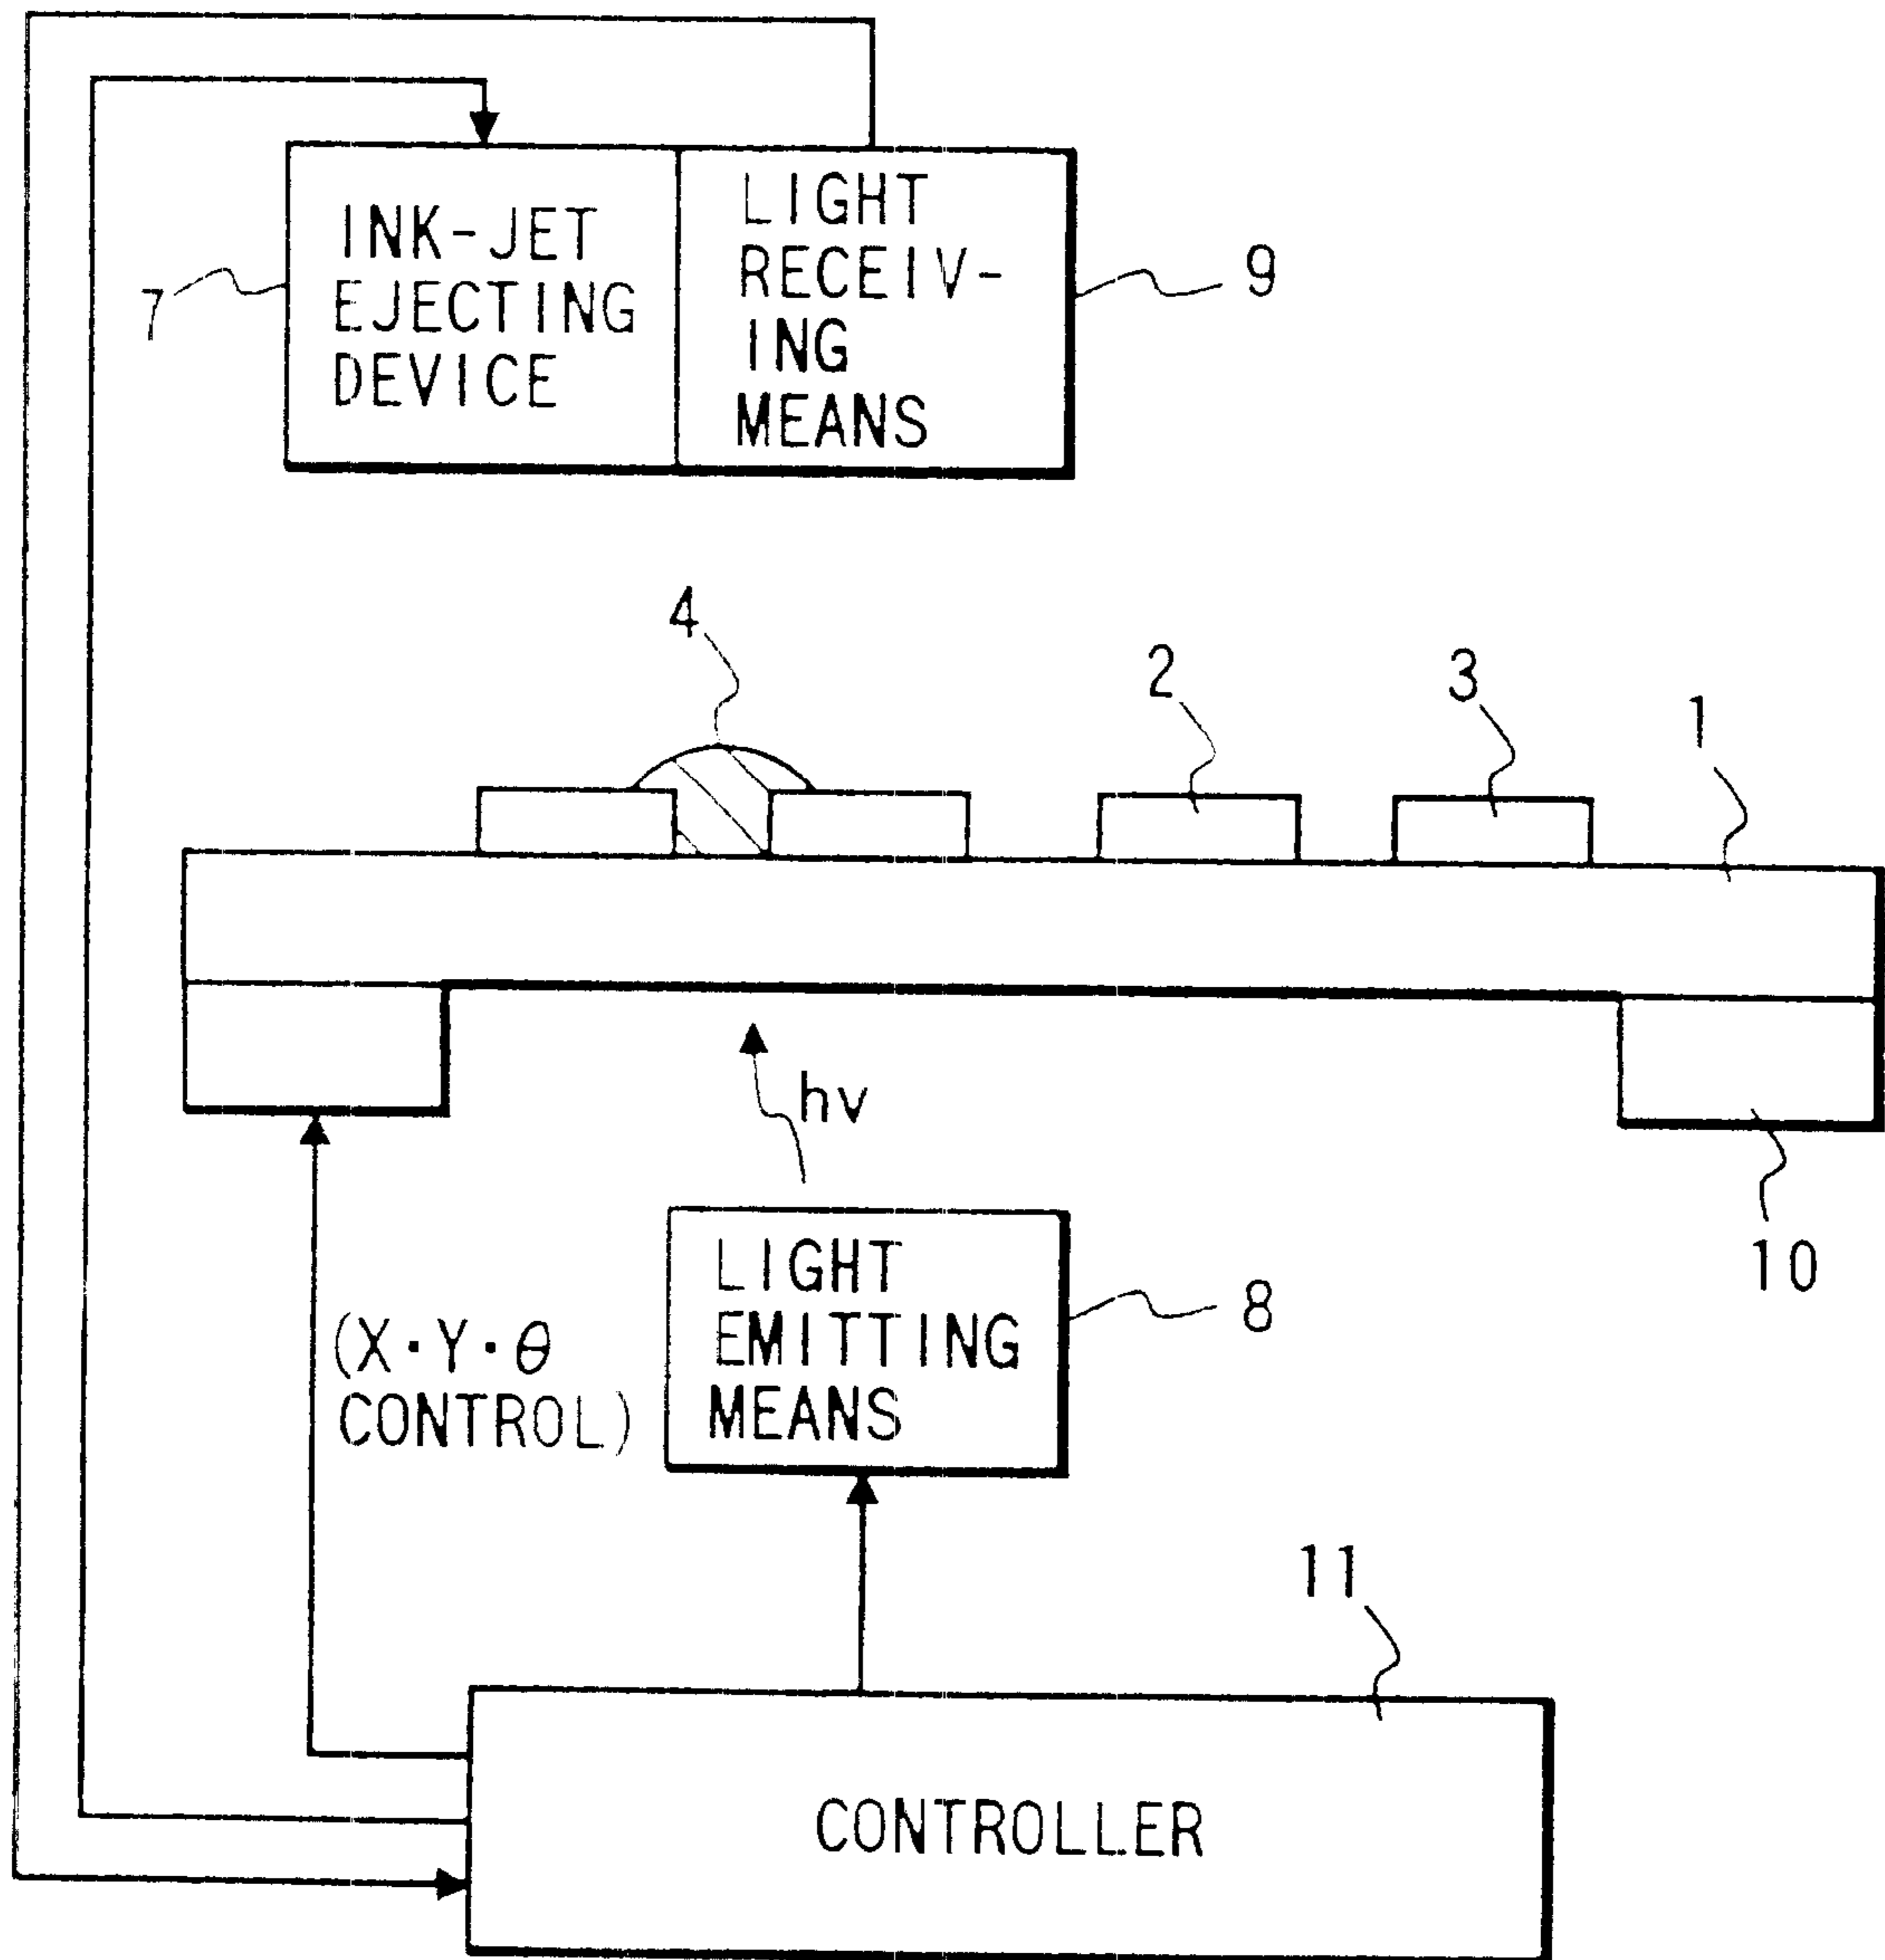 INK-JET
EJECTING
DEVICE
LIGHT
RECEIV-
ING
MEANS
7
9
4
2
3
1
hν
10
LIGHT
EMITTING
MEANS
8
(X·Y·θ
CONTROL)
11
CONTROLLER